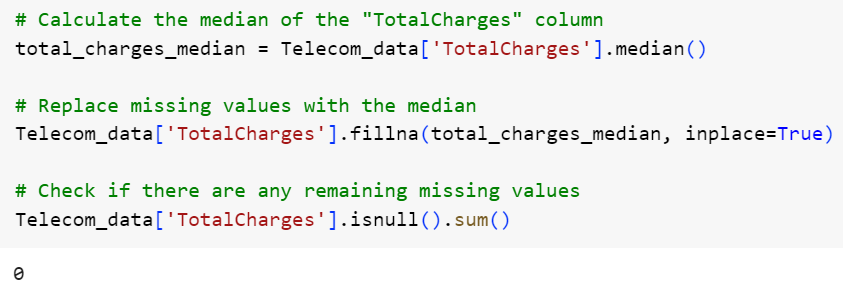 # Calculate the median of the "TotalCharges" column
total_charges_median = Telecom_data['TotalCharges'].median()
# Replace missing values with the median
Telecom_data['TotalCharges'].fillna(total_charges_median, inplace=True)
# Check if there are any remaining missing values
Telecom_data['TotalCharges'].isnull().sum()
0